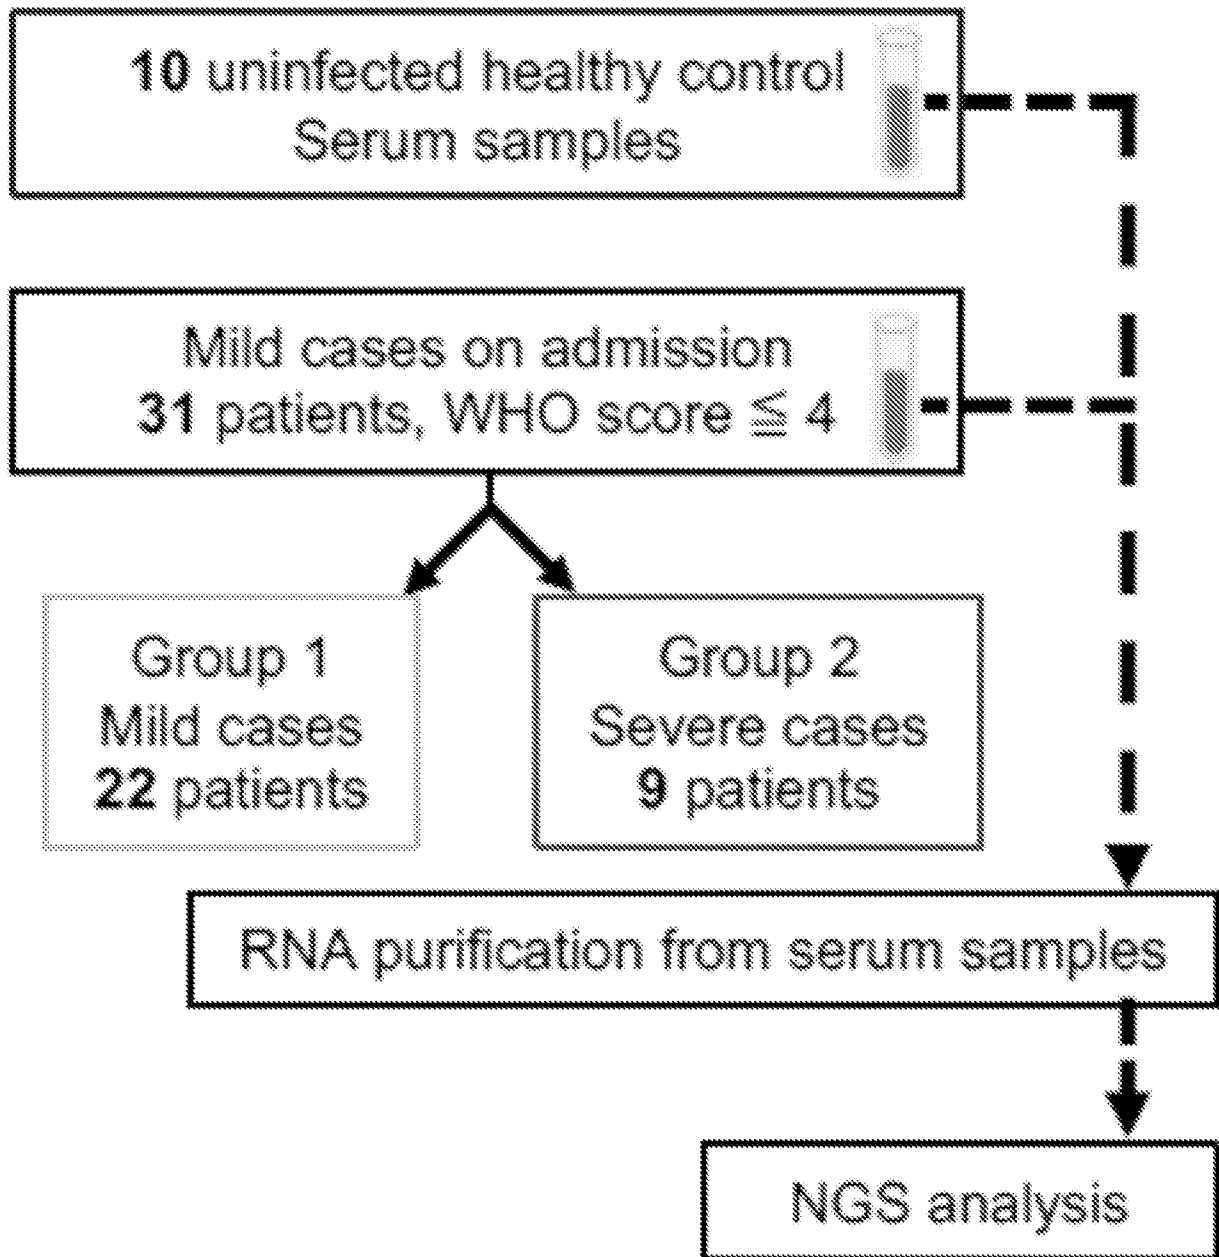 10 uninfected healthy control
Serum samples
Mild cases on admission
31 patients, WHO score ≦ 4
Group 1
Mild cases
22 patients
Group 2
Severe cases
9 patients
RNA purification from serum samples
NGS analysis